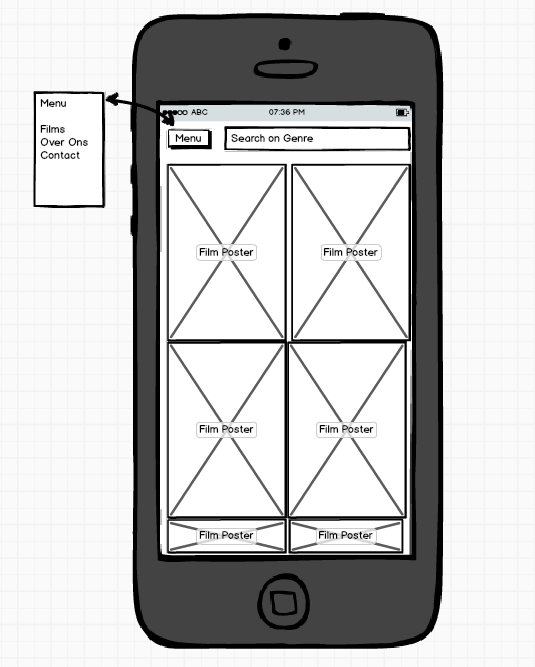 ABC 07:36 PM
Menu Search on Genre
Menu
Films
Over Ons
Contact
Film Poster Film Poster
Film Poster Film Poster
Film Poster Film Poster